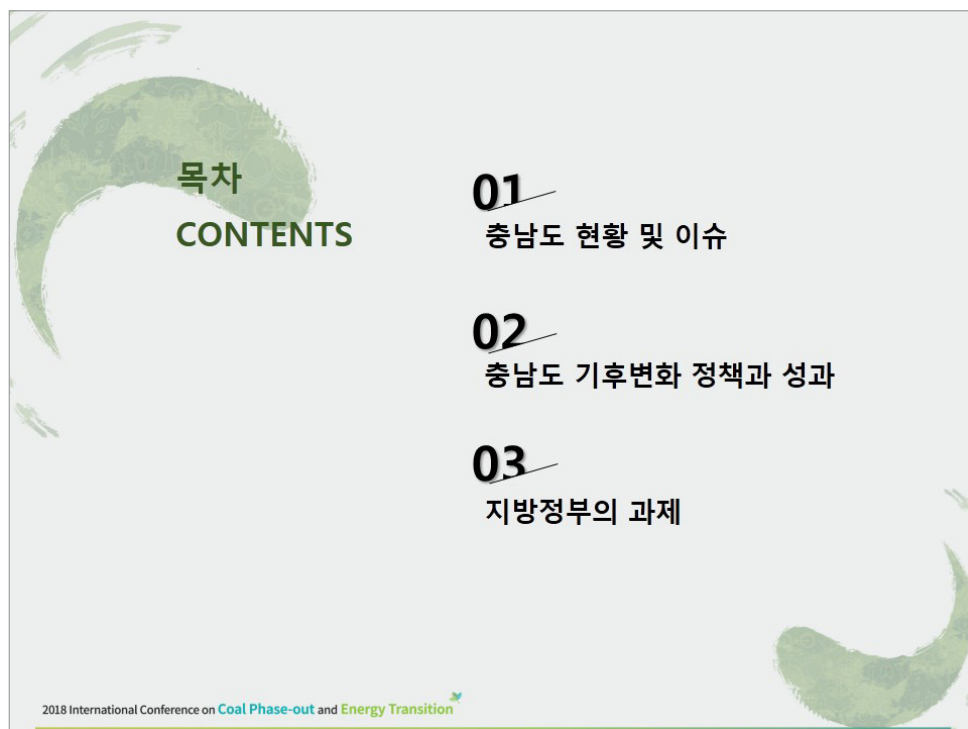 목차
CONTENTS
01
충남도 현황 및 이슈
02
충남도 기후변화 정책과 성과
03
지방정부의 과제
2018 International Conference on Coal Phase-out and Energy Transition